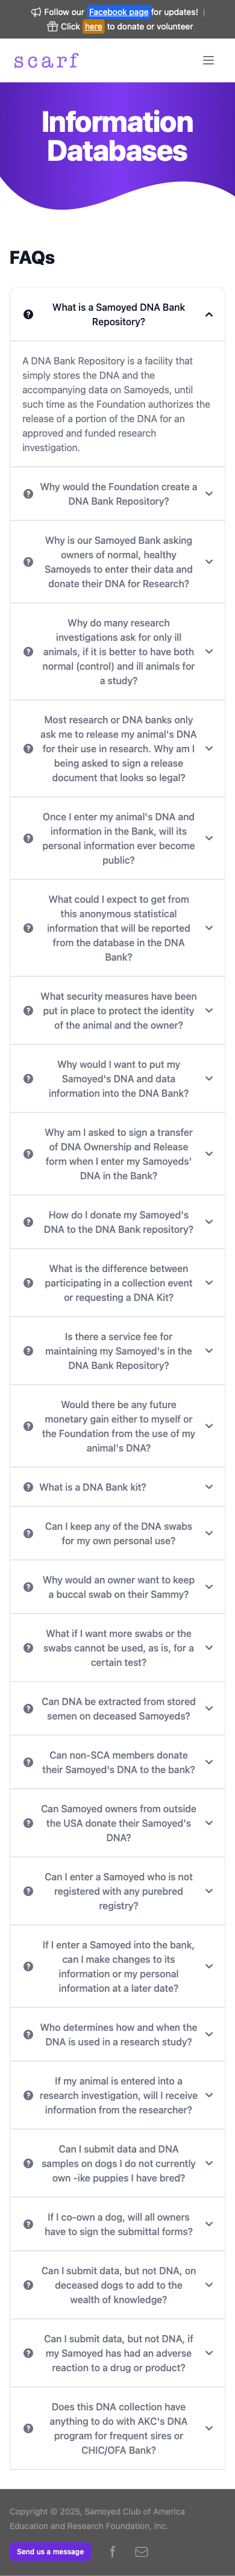 Follow our Facebook page for updates! |
Click here to donate or volunteer
scarf
Information
Databases
FAQs
What is a Samoyed DNA Bank
Repository?
A DNA Bank Repository is a facility that
simply stores the DNA and the
accompanying data on Samoyeds, until
such time as the Foundation authorizes the
release of a portion of the DNA for an
approved and funded research
investigation.
Why would the Foundation create a
DNA Bank Repository?
Why is our Samoyed Bank asking
owners of normal, healthy
Samoyeds to enter their data and
donate their DNA for Research?
Why do many research
investigations ask for only ill
animals, if it is better to have both
normal (control) and ill animals for
a study?
Most research or DNA banks only
ask me to release my animal's DNA
for their use in research. Why am I
being asked to sign a release
document that looks so legal?
Once I enter my animal's DNA and
information in the Bank, will its
personal information ever become
public?
What could I expect to get from
this anonymous statistical
information that will be reported
from the database in the DNA
Bank?
What security measures have been
put in place to protect the identity
of the animal and the owner?
Why would I want to put my
Samoyed's DNA and data
information into the DNA Bank?
Why am I asked to sign a transfer
of DNA Ownership and Release
form when I enter my Samoyeds'
DNA in the Bank?
How do I donate my Samoyed's
DNA to the DNA Bank repository?
What is the difference between
participating in a collection event
or requesting a DNA Kit?
Is there a service fee for
maintaining my Samoyed's in the
DNA Bank Repository?
Would there be any future
monetary gain either to myself or
the Foundation from the use of my
animal's DNA?
What is a DNA Bank kit?
Can I keep any of the DNA swabs
for my own personal use?
Why would an owner want to keep
a buccal swab on their Sammy?
What if I want more swabs or the
swabs cannot be used, as is, for a
certain test?
Can DNA be extracted from stored
semen on deceased Samoyeds?
Can non-SCA members donate
their Samoyed's DNA to the bank?
Can Samoyed owners from outside
the USA donate their Samoyed's
DNA?
Can I enter a Samoyed who is not
registered with any purebred
registry?
If I enter a Samoyed into the bank,
can I make changes to its
information or my personal
information at a later date?
Who determines how and when the
DNA is used in a research study?
If my animal is entered into a
research investigation, will I receive
information from the researcher?
Can I submit data and DNA
samples on dogs I do not currently
own -ike puppies I have bred?
If I co-own a dog, will all owners
have to sign the submittal forms?
Can I submit data, but not DNA, on
deceased dogs to add to the
wealth of knowledge?
Can I submit data, but not DNA, if
my Samoyed has had an adverse
reaction to a drug or product?
Does this DNA collection have
anything to do with AKC's DNA
program for frequent sires or
CHIC/OFA Bank?
Copyright © 2025, Samoyed Club of America
Education and Research Foundation, Inc.
Send us a message